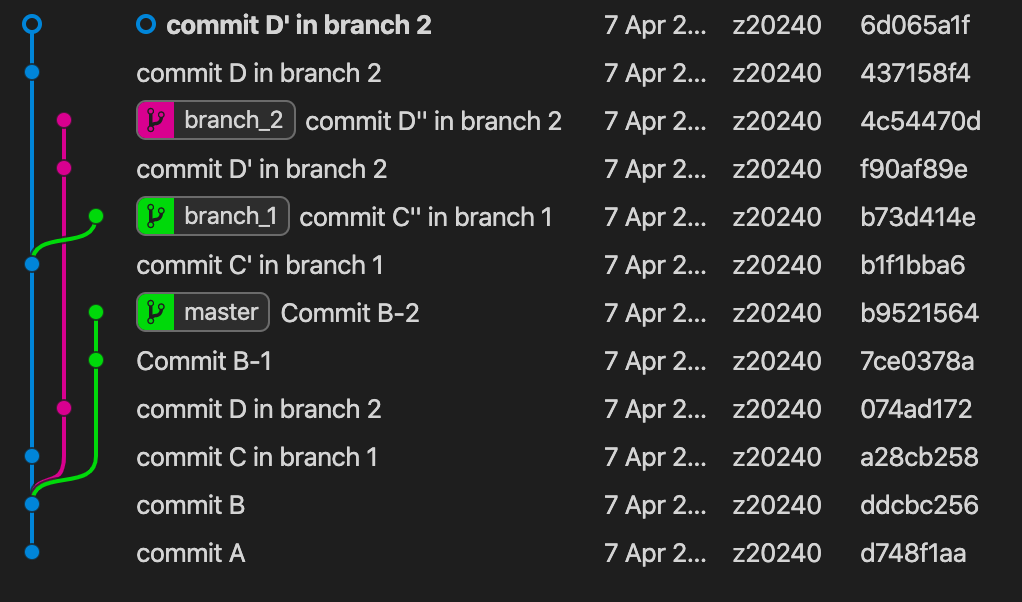 commit D' in branch 2 7 Apr 2... z20240 6d065a1f
commit D in branch 2 7 Apr 2... z20240 437158f4
branch_2 commit D'' in branch 2 7 Apr 2... z20240 4c54470d
commit D' in branch 2 7 Apr 2... z20240 f90af89e
branch_1 commit C'' in branch 1 7 Apr 2... z20240 b73d414e
commit C' in branch 1 7 Apr 2... z20240 b1f1bba6
master Commit B-2 7 Apr 2... z20240 b9521564
Commit B-1 7 Apr 2... z20240 7ce0378a
commit D in branch 2 7 Apr 2... z20240 074ad172
commit C in branch 1 7 Apr 2... z20240 a28cb258
commit B 7 Apr 2... z20240 ddcbc256
commit A 7 Apr 2... z20240 d748f1aa